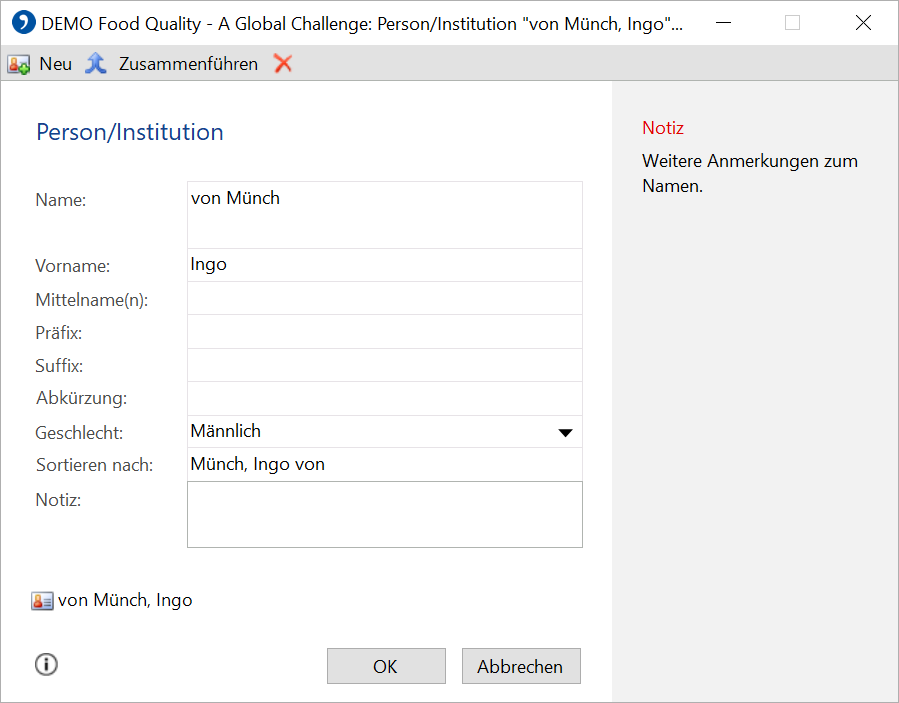 DEMO Food Quality - A Global Challenge: Person/Institution "von Münch, Ingo"...
Neu Zusammenführen
Person/Institution
Name: von Münch
Vorname: Ingo
Mittelname(n):
Präfix:
Suffix:
Abkürzung:
Geschlecht: Männlich
Sortieren nach: Münch, Ingo von
Notiz:
von Münch, Ingo
OK Abbrechen
Notiz
Weitere Anmerkungen zum
Namen.